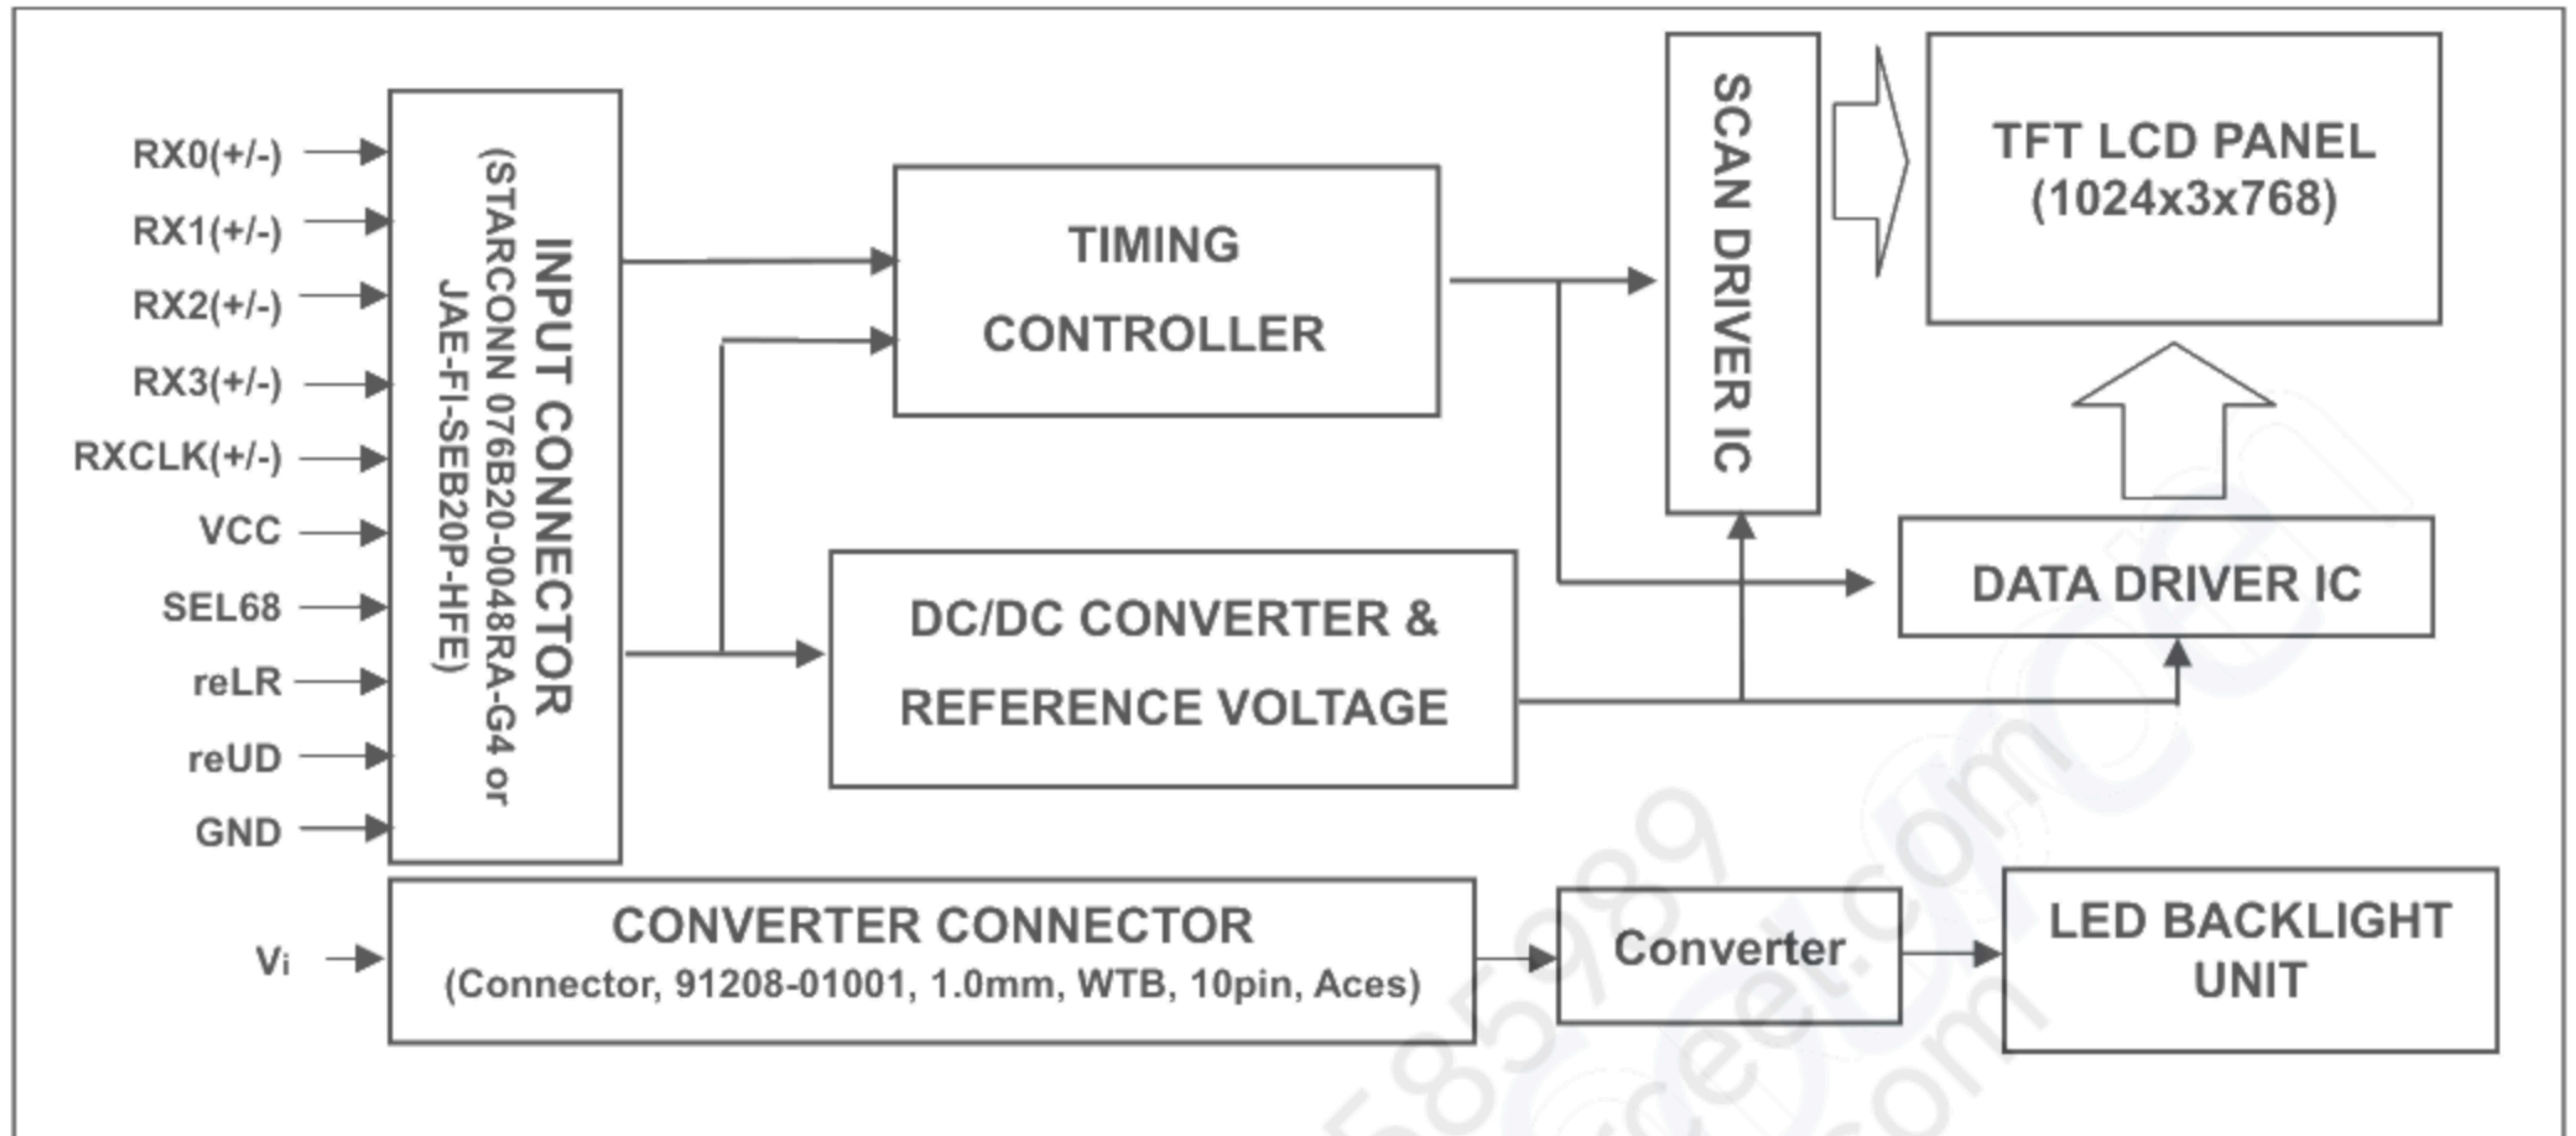 RX0(+/-)
RX1(+/-)
RX2(+/-)
RX3(+/-)
RXCLK(+/-)
VCC
SEL68
reLR
reUD
GND
INPUT CONNECTOR
(STARCONN 076B20-0048RA-G4 or
JAE-FI-SEB20P-HFE)
TIMING
CONTROLLER
DC/DC CONVERTER &
REFERENCE VOLTAGE
SCAN DRIVER IC
TFT LCD PANEL
(1024x3x768)
DATA DRIVER IC
Vi
CONVERTER CONNECTOR
(Connector, 91208-01001, 1.0mm, WTB, 10pin, Aces)
Converter
LED BACKLIGHT
UNIT